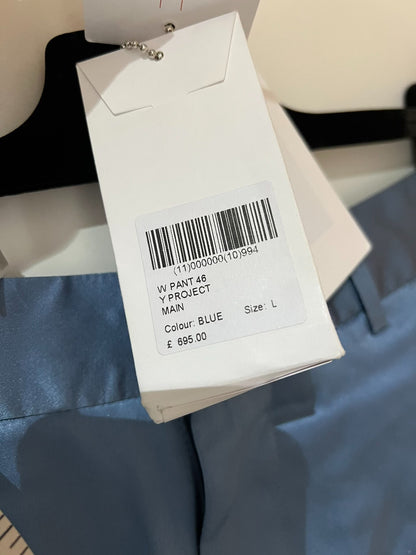 (11)000000(10)994
W PANT 46
Y PROJECT
MAIN
Colour: BLUE Size: L
£ 695.00